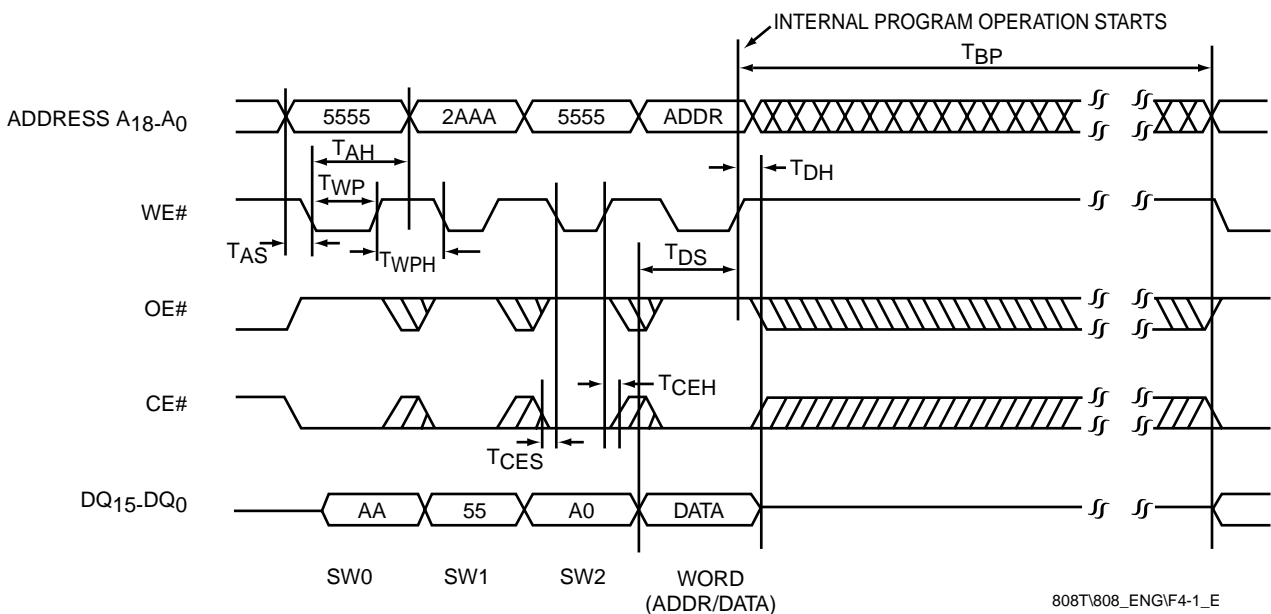 INTERNAL PROGRAM OPERATION STARTS
TBP
ADDRESS A18-A0
5555
2AAA
5555
ADDR
TAH
TDH
TWP
WE#
TAS
TWPH
TDS
OE#
CE#
TCEH
TCES
DQ15-DQ0
AA
55
A0
DATA
SW0
SW1
SW2
WORD
(ADDR/DATA)
808T\808_ENG\F4-1_E